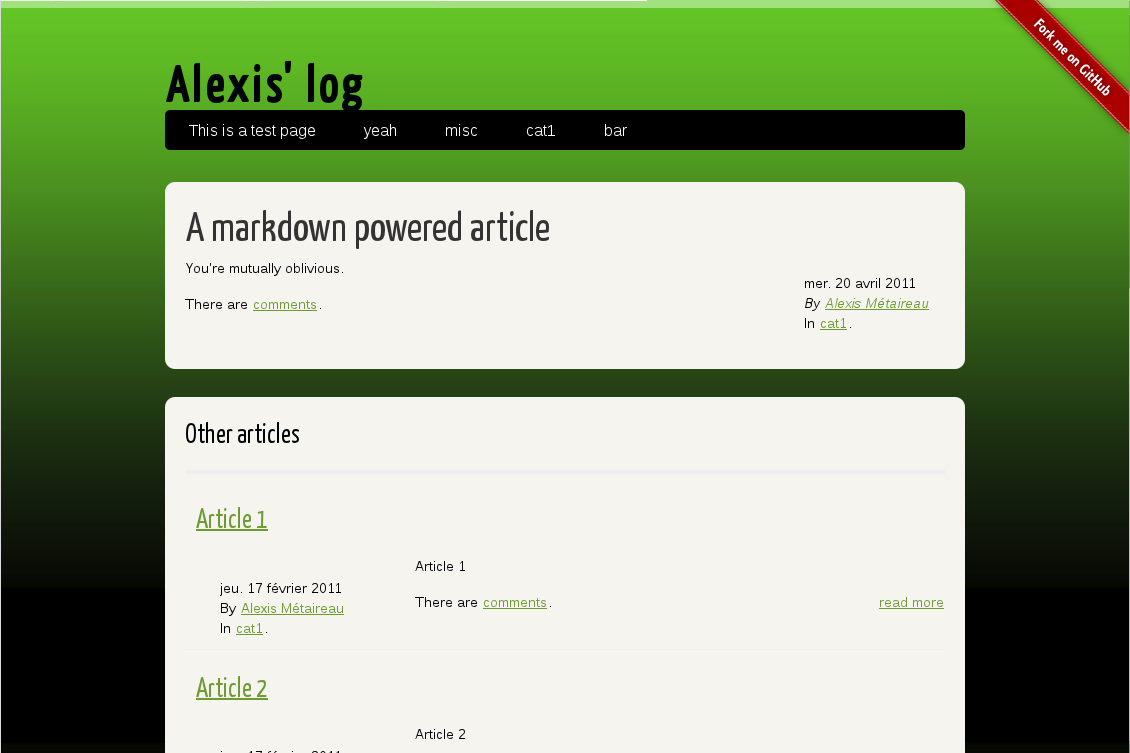 Fork me on GitHub
Alexis' log
This is a test page yeah misc cat1 bar
A markdown powered article
You're mutually oblivious.
There are comments.
mer. 20 avril 2011
By Alexis Métaireau
In cat1.
Other articles
Article 1
jeu. 17 février 2011
By Alexis Métaireau
In cat1.
Article 1
There are comments.
read more
Article 2
Article 2